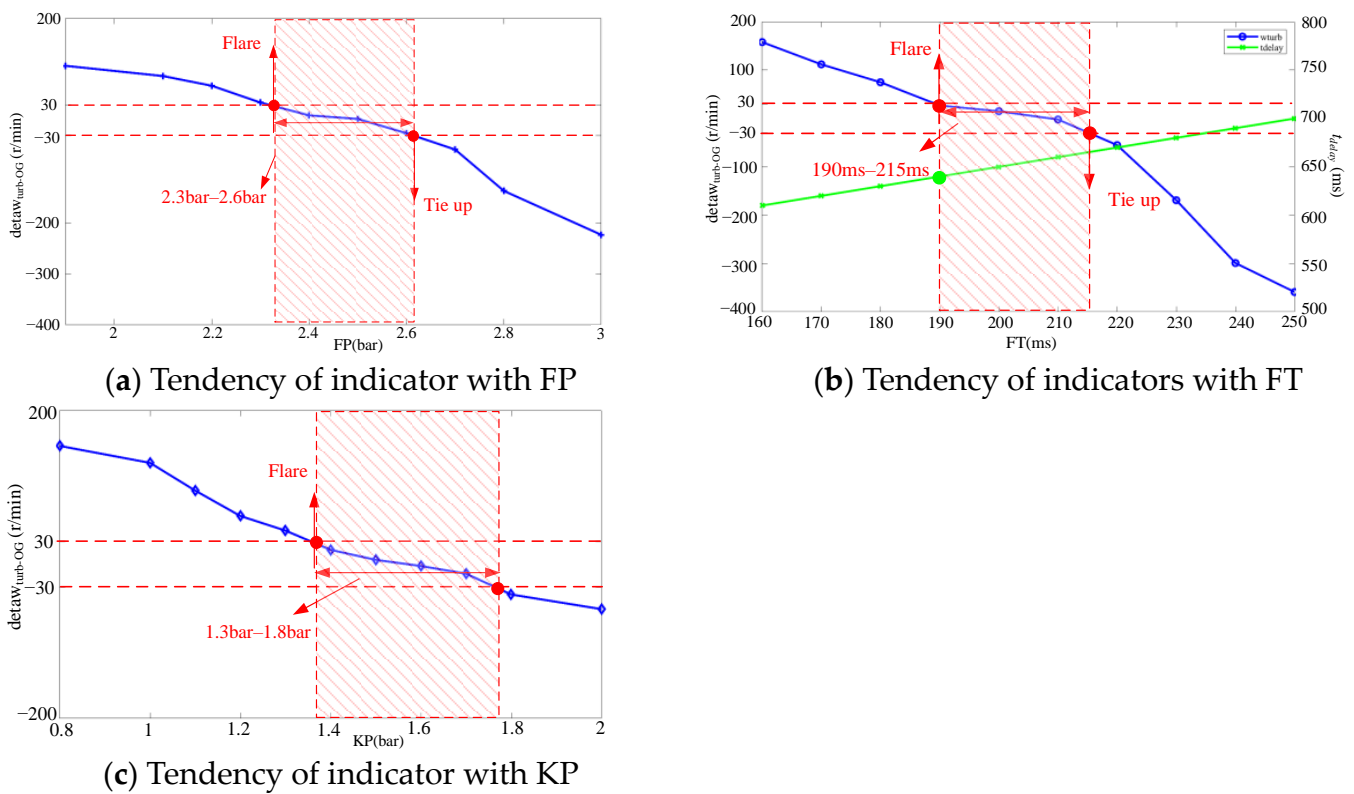 200
Flare
30
−30
2.3bar–2.6bar
Tie up
−200
−300
−400
detaw_turb-OG (r/min)
2 2.2 2.4 2.6 2.8 3
FP(bar)
(a) Tendency of indicator with FP
200
100
30
−30
−100
−200
−300
−400
detaw_turb-OG (r/min)
Flare
190ms–215ms
Tie up
wturb
tdelay
800
750
700
650
600
550
500
t_delay (ms)
160 170 180 190 200 210 220 230 240 250
FT(ms)
(b) Tendency of indicators with FT
200
Flare
30
−30
1.3bar–1.8bar
−200
detaw_turb-OG (r/min)
0.8 1 1.2 1.4 1.6 1.8 2
KP(bar)
(c) Tendency of indicator with KP